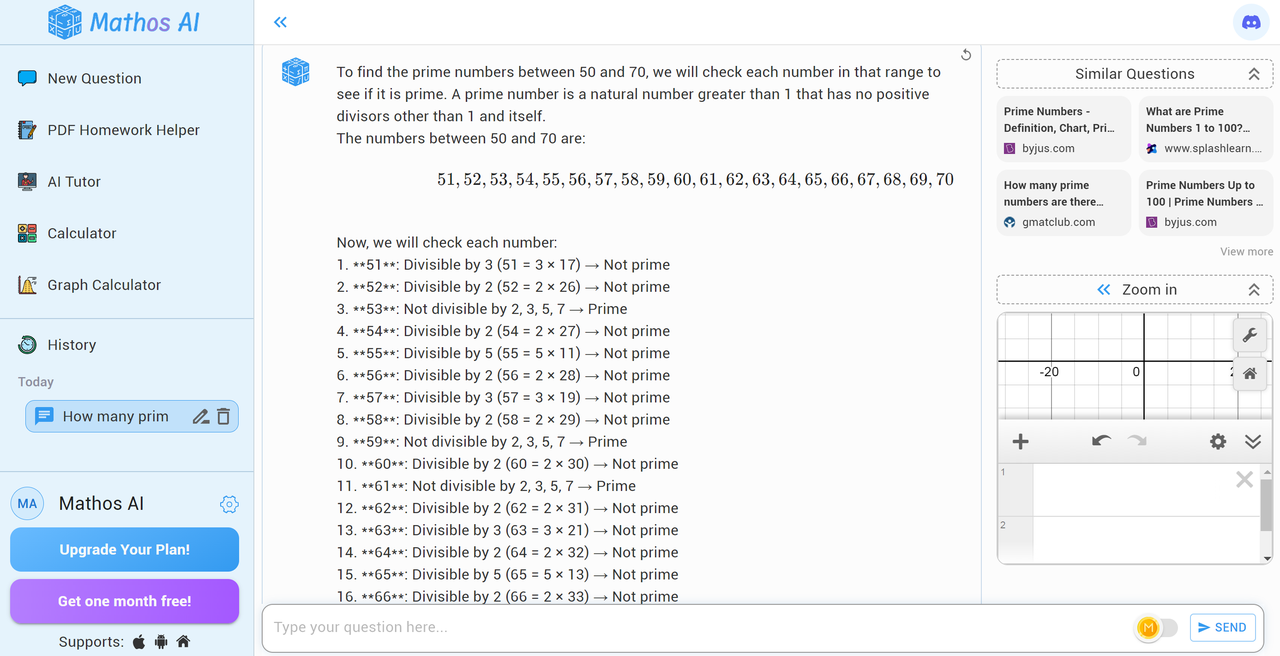 Mathos AI
New Question
PDF Homework Helper
AI Tutor
Calculator
Graph Calculator
History
Today
How many prim
MA
Mathos AI
Upgrade Your Plan!
Get one month free!
Supports:
To find the prime numbers between 50 and 70, we will check each number in that range to
see if it is prime. A prime number is a natural number greater than 1 that has no positive
divisors other than 1 and itself.
The numbers between 50 and 70 are:
51, 52, 53, 54, 55, 56, 57, 58, 59, 60, 61, 62, 63, 64, 65, 66, 67, 68, 69, 70
Now, we will check each number:
1. **51**: Divisible by 3 (51 = 3 × 17) → Not prime
2. **52**: Divisible by 2 (52 = 2 × 26) → Not prime
3. **53**: Not divisible by 2, 3, 5, 7 → Prime
4. **54**: Divisible by 2 (54 = 2 × 27) → Not prime
5. **55**: Divisible by 5 (55 = 5 × 11) → Not prime
6. **56**: Divisible by 2 (56 = 2 × 28) → Not prime
7. **57**: Divisible by 3 (57 = 3 × 19) → Not prime
8. **58**: Divisible by 2 (58 = 2 × 29) → Not prime
9. **59**: Not divisible by 2, 3, 5, 7 → Prime
10. **60**: Divisible by 2 (60 = 2 × 30) → Not prime
11. **61**: Not divisible by 2, 3, 5, 7 → Prime
12. **62**: Divisible by 2 (62 = 2 × 31) → Not prime
13. **63**: Divisible by 3 (63 = 3 × 21) → Not prime
14. **64**: Divisible by 2 (64 = 2 × 32) → Not prime
15. **65**: Divisible by 5 (65 = 5 × 13) → Not prime
16. **66**: Divisible by 2 (66 = 2 × 33) → Not prime
Type your question here...
M
SEND
Similar Questions
Prime Numbers -
Definition, Chart, Pri...
byjus.com
What are Prime
Numbers 1 to 100?...
www.splashlearn....
How many prime
numbers are there...
gmatclub.com
Prime Numbers Up to
100 | Prime Numbers ...
byjus.com
View more
Zoom in
-20 0
1
2